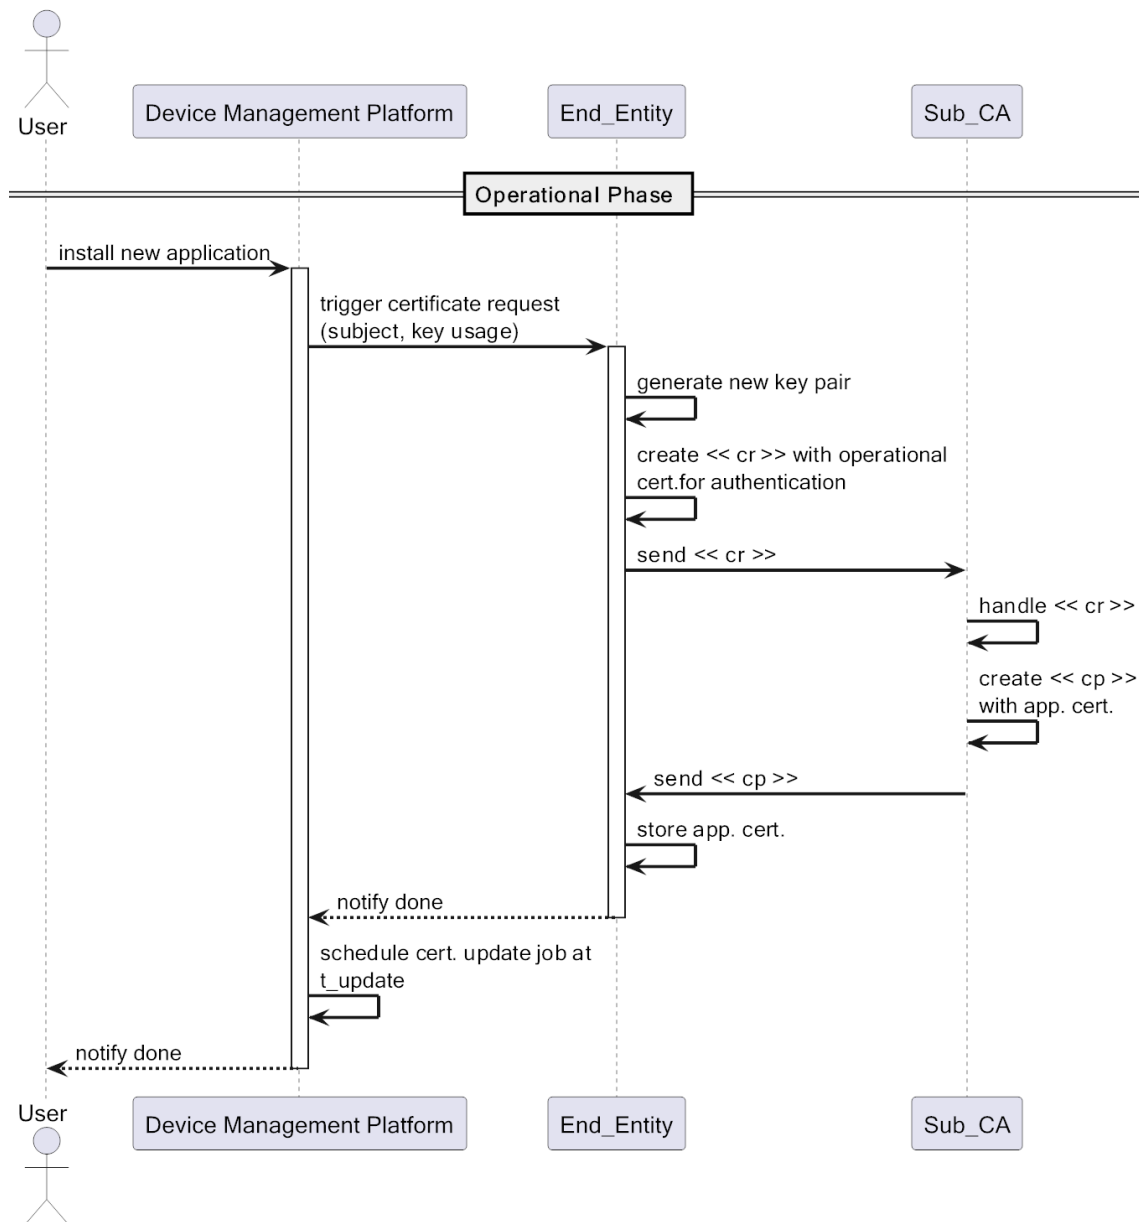 User
Device Management Platform
End_Entity
Sub_CA
Operational Phase
install new application
trigger certificate request
(subject, key usage)
generate new key pair
create << cr >> with operational
cert.for authentication
send << cr >>
handle << cr >>
create << cp >>
with app. cert.
send << cp >>
store app. cert.
notify done
schedule cert. update job at
t_update
notify done
User
Device Management Platform
End_Entity
Sub_CA